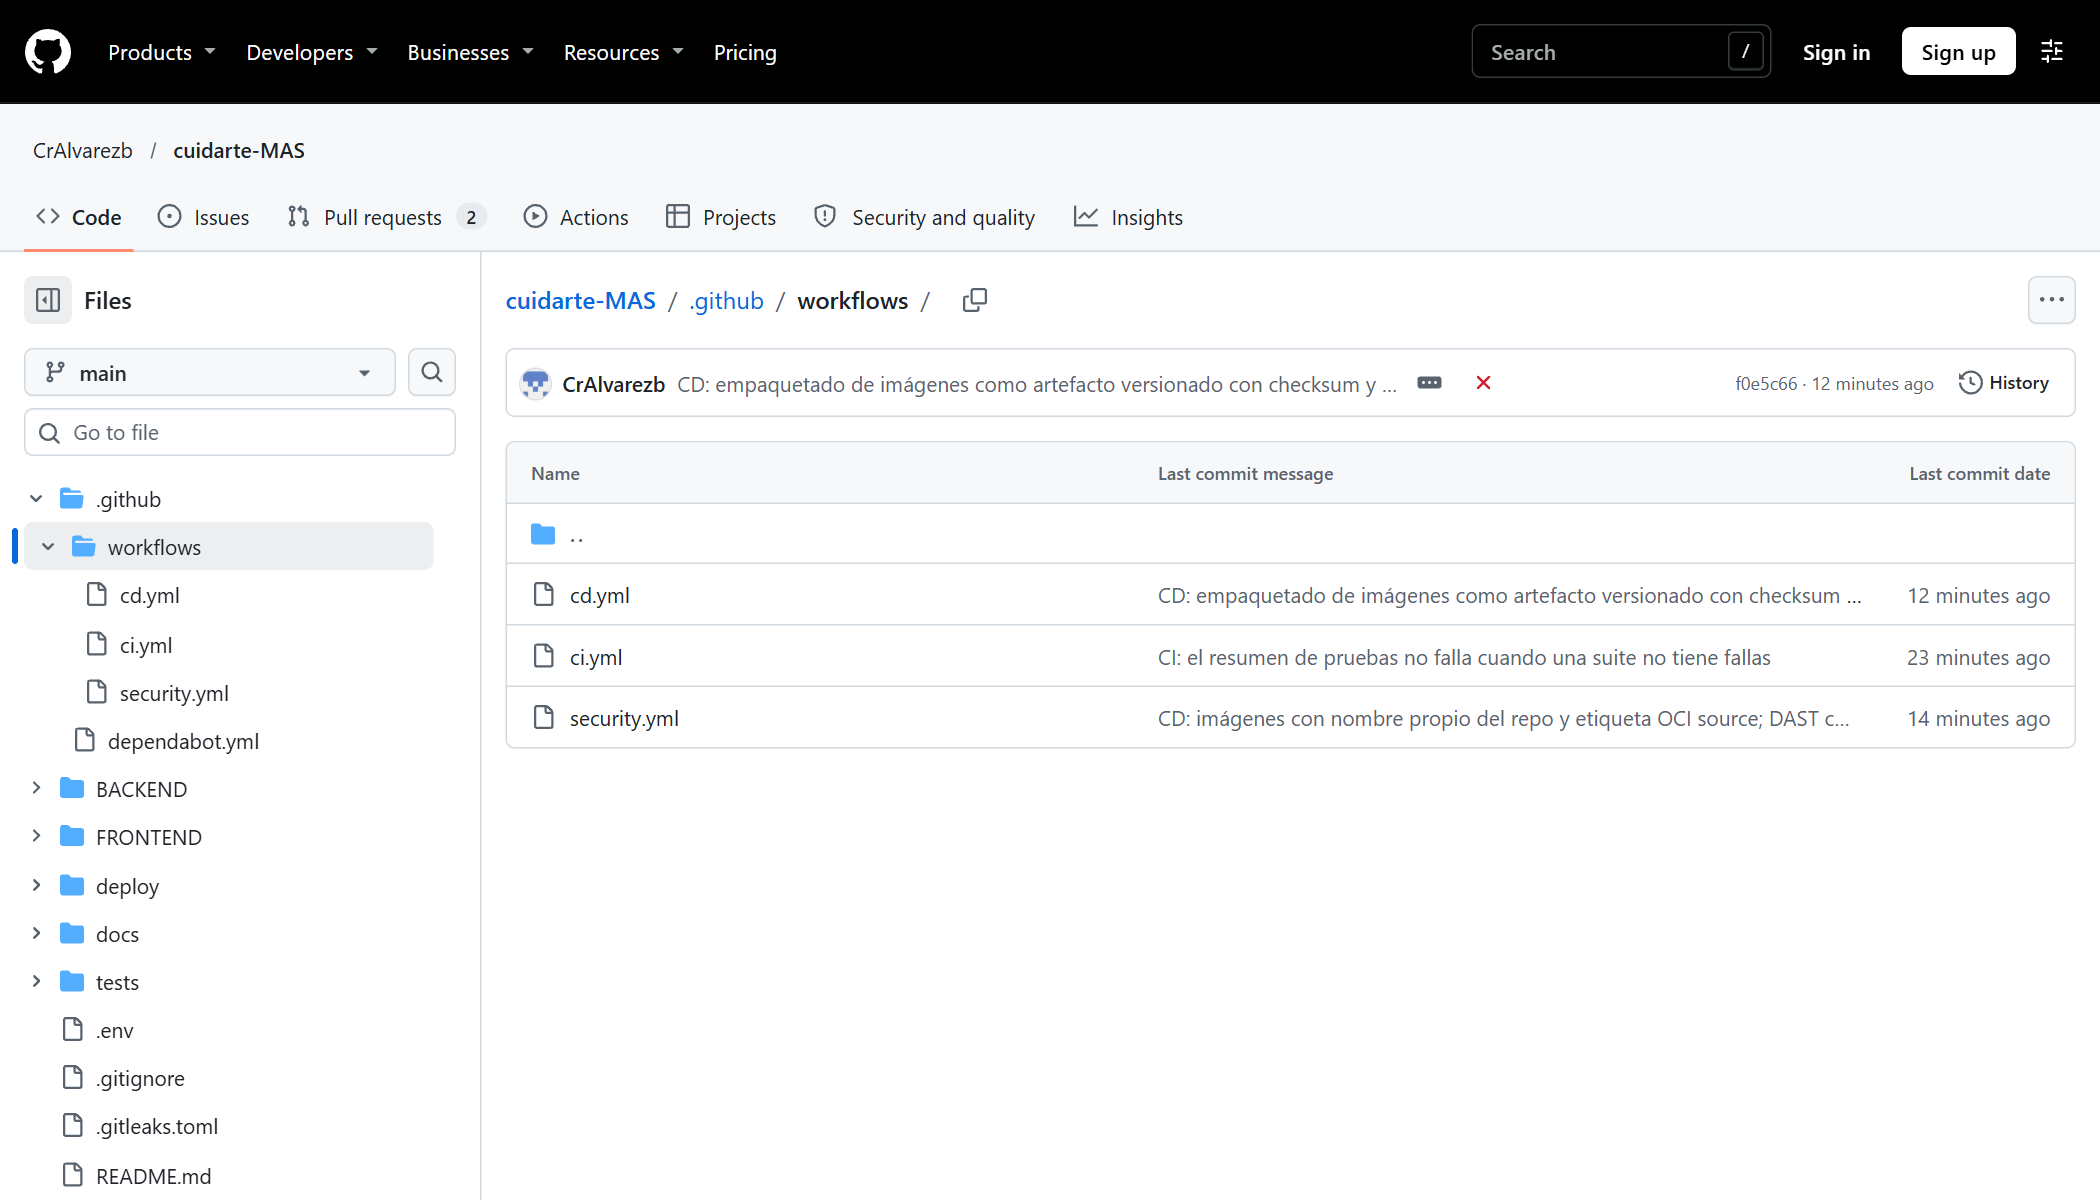 Products Developers Businesses Resources Pricing Search / Sign in Sign up
CrAlvarezb / cuidarte-MAS
Code Issues Pull requests 2 Actions Projects Security and quality Insights
Files
main
Go to file
.github
workflows
cd.yml
ci.yml
security.yml
dependabot.yml
BACKEND
FRONTEND
deploy
docs
tests
.env
.gitignore
.gitleaks.toml
README.md
cuidarte-MAS / .github / workflows /
CrAlvarezb CD: empaquetado de imágenes como artefacto versionado con checksum y ... f0e5c66 · 12 minutes ago History
Name Last commit message Last commit date
..
cd.yml CD: empaquetado de imágenes como artefacto versionado con checksum ... 12 minutes ago
ci.yml CI: el resumen de pruebas no falla cuando una suite no tiene fallas 23 minutes ago
security.yml CD: imágenes con nombre propio del repo y etiqueta OCI source; DAST c... 14 minutes ago